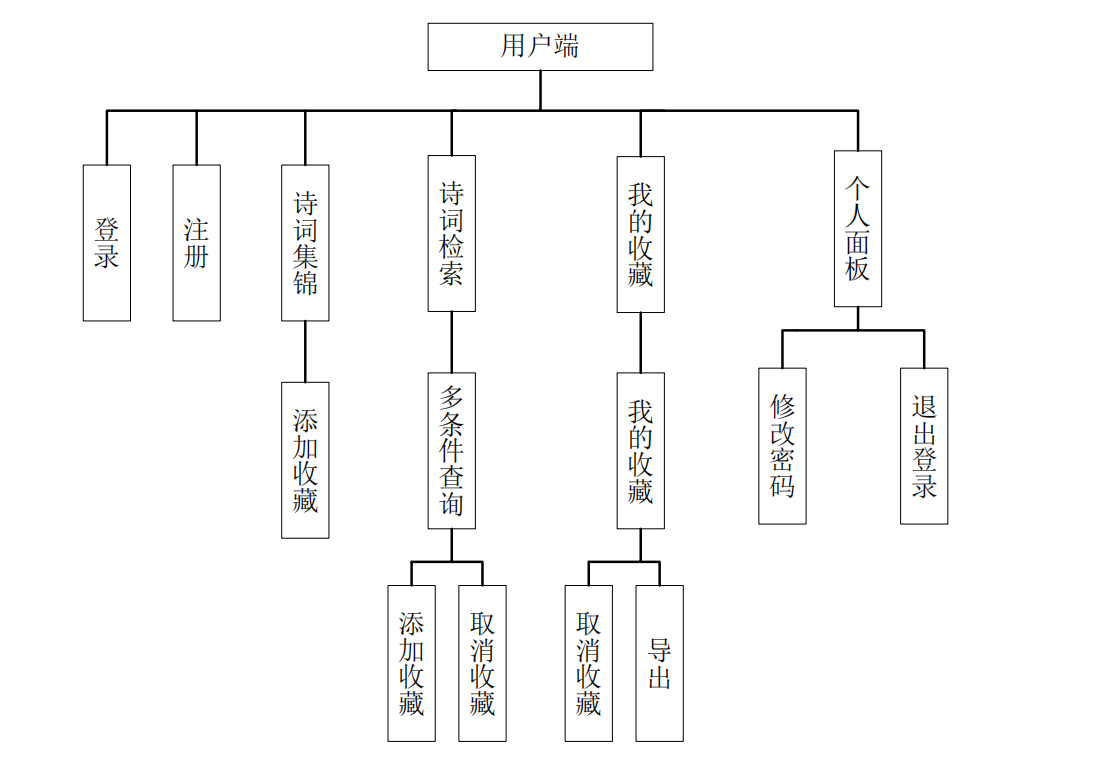 用户端
登录
注册
诗词集锦
诗词检索
我的收藏
个人面板
添加收藏
多条件查询
我的收藏
修改密码
退出登录
添加收藏
取消收藏
取消收藏
导出